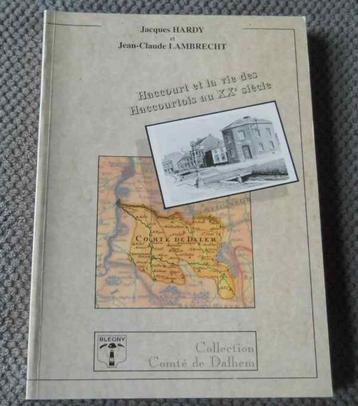 Jacques HARDY
et
Jean-Claude LAMBRECHT
Haccourt et la vie des
Haccourtois au XXe siècle
COMTE DE DALEM
BLEGNY
Collection
Comté de Dalhem